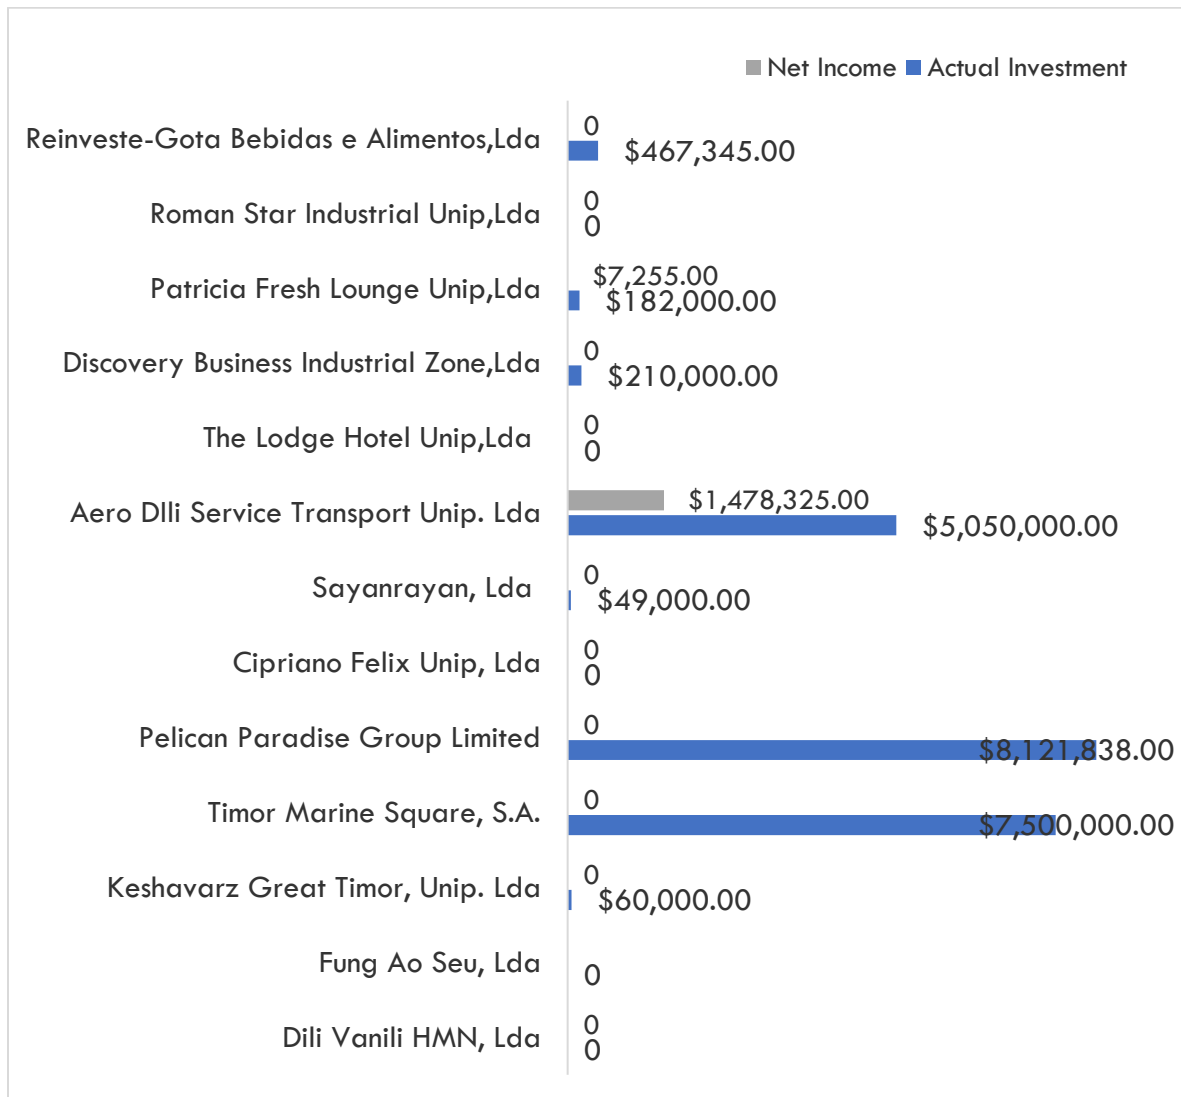 Net Income Actual Investment
Reinveste-Gota Bebidas e Alimentos,Lda
0
$467,345.00
Roman Star Industrial Unip,Lda
0
0
Patricia Fresh Lounge Unip,Lda
$7,255.00
$182,000.00
Discovery Business Industrial Zone,Lda
0
$210,000.00
The Lodge Hotel Unip,Lda
0
0
Aero Dlli Service Transport Unip. Lda
$1,478,325.00
$5,050,000.00
Sayanrayan, Lda
0
$49,000.00
Cipriano Felix Unip, Lda
0
0
Pelican Paradise Group Limited
0
$8,121,838.00
Timor Marine Square, S.A.
0
$7,500,000.00
Keshavarz Great Timor, Unip. Lda
0
$60,000.00
Fung Ao Seu, Lda
0
Dili Vanili HMN, Lda
0
0